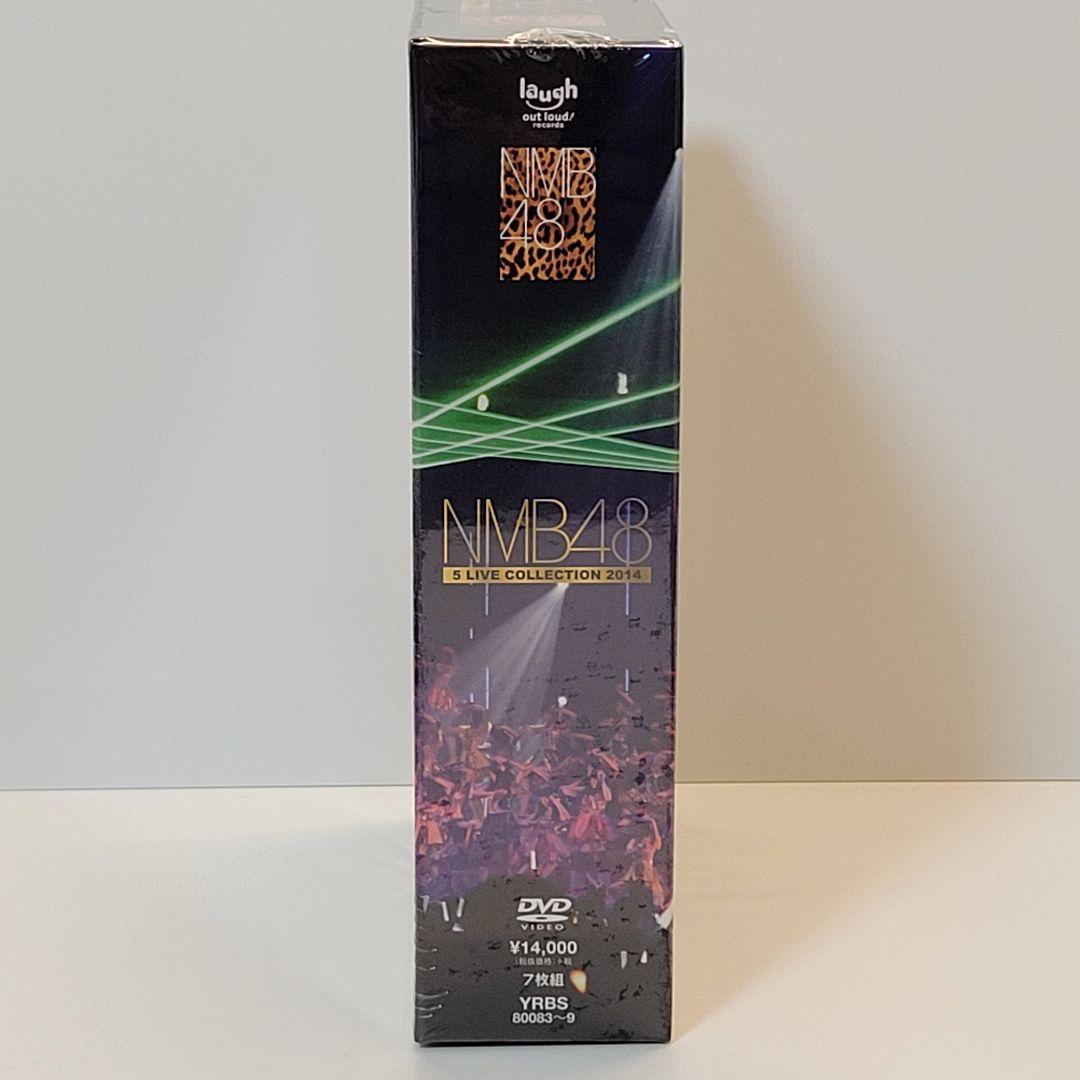 laugh
out loud!
records
NMB
48
NMB48
5 LIVE COLLECTION 2014
DVD
VIDEO
¥14,000
(税抜価格)+税
7枚組
YRBS
80083～9